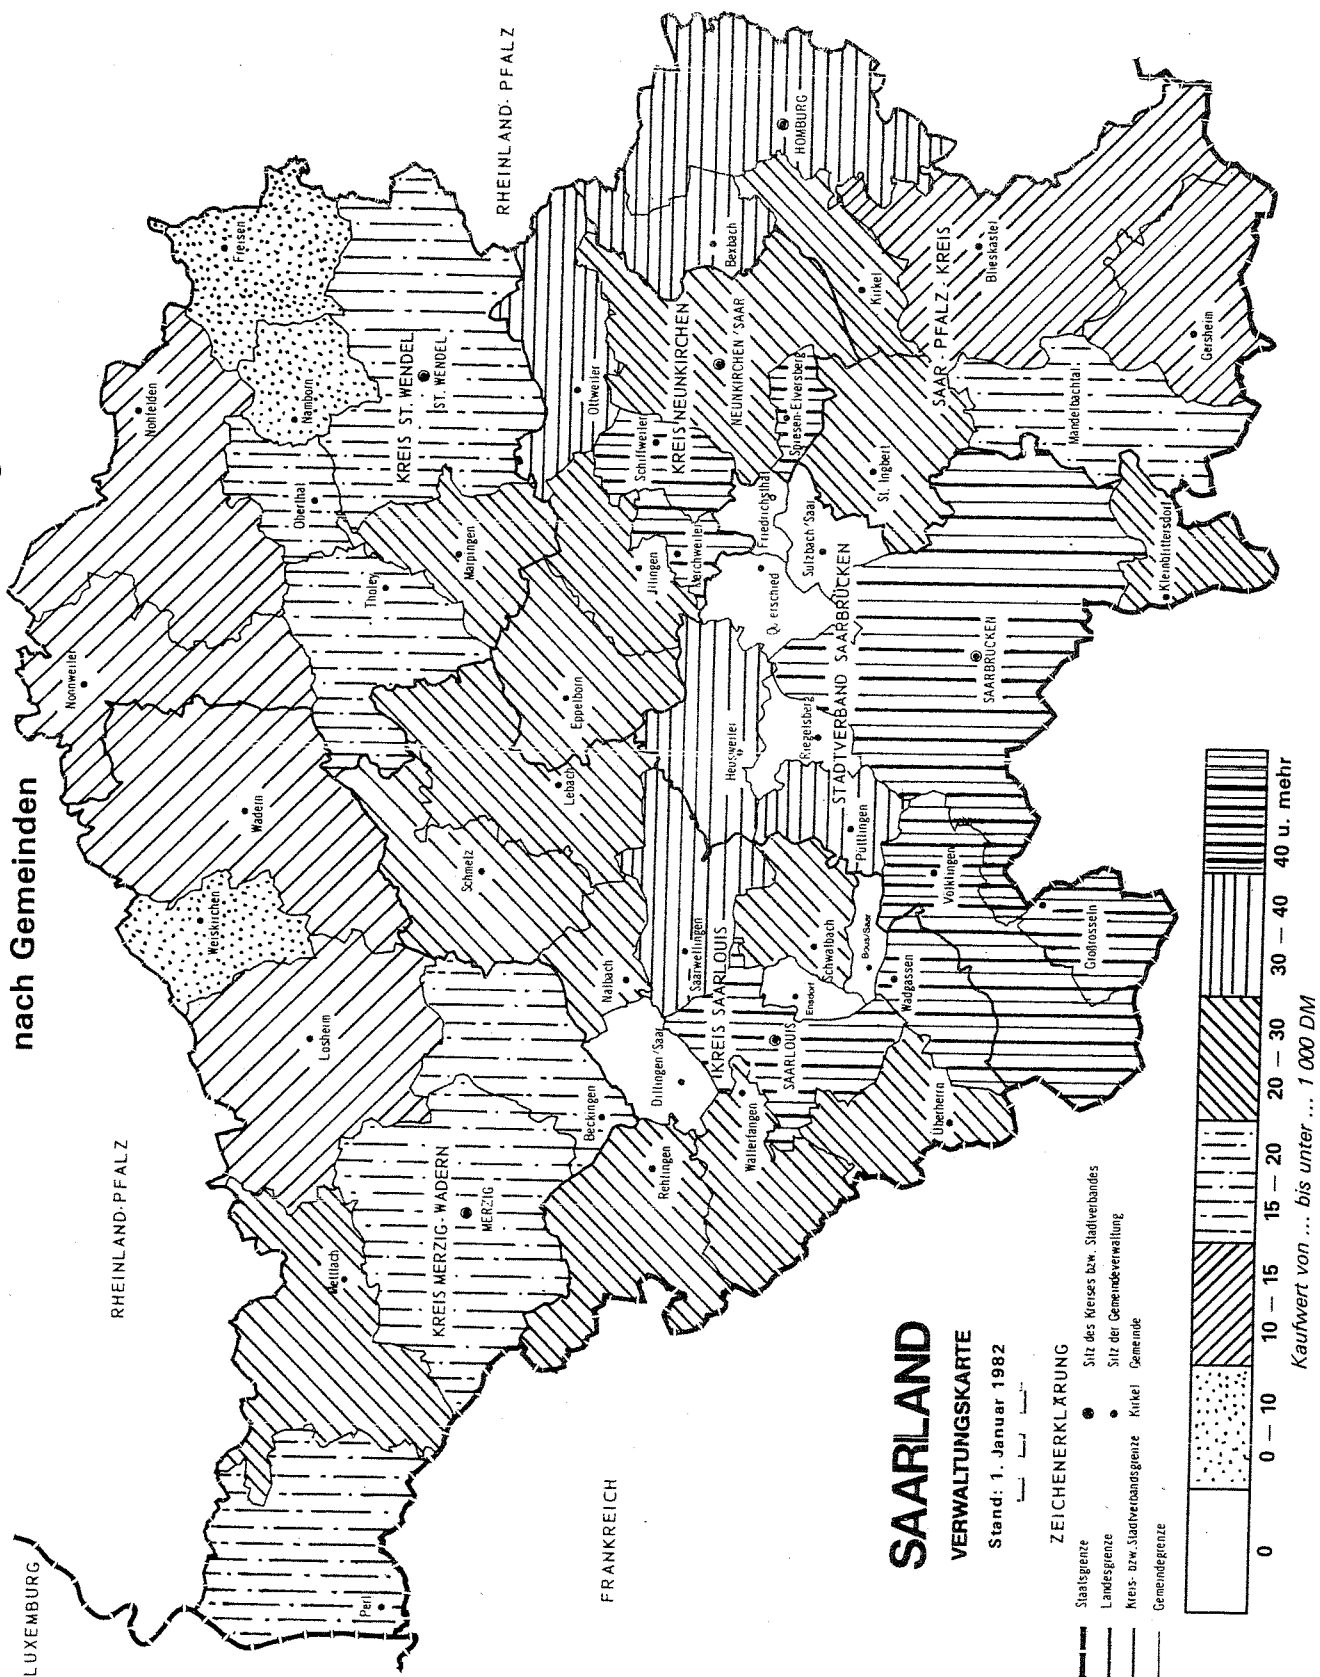 nach Gemeinden
LUXEMBURG
RHEINLAND-PFALZ
RHEINLAND-PFALZ
FRANKREICH
Perl
Mettlach
KREIS MERZIG-WADERN
MERZIG
Losheim
Weiskirchen
Wadern
Beckingen
Nonnweiler
Nohfelden
Freisen
Namborn
Oberthal
KREIS ST. WENDEL
ST. WENDEL
Tholey
Marpingen
Rehlingen
Wallerfangen
Dillingen/Saar
Nalbach
Schmelz
Lebach
Saarwellingen
KREIS SAARLOUIS
SAARLOUIS
Ensdorf
Schwalbach
Bous/Saar
Wadgassen
Überherrn
Eppelborn
Illingen
Merchweiler
Schiffweiler
Ottweiler
KREIS NEUNKIRCHEN
NEUNKIRCHEN/SAAR
Spiesen-Elversberg
Heusweiler
Riegelsberg
Püttlingen
Völklingen
Großrosseln
Friedrichsthal
Sulzbach/Saar
STADTVERBAND SAARBRÜCKEN
SAARBRÜCKEN
Kleinblittersdorf
HOMBURG
Bexbach
Kirkel
St. Ingbert
SAAR-PFALZ-KREIS
Blieskastel
Mandelbachtal
Gersheim
SAARLAND
VERWALTUNGSKARTE
Stand: 1. Januar 1982
ZEICHENERKLÄRUNG
Staatsgrenze
Landesgrenze
Kreis- bzw. Stadtverbandsgrenze
Gemeindegrenze
Sitz des Kreises bzw. Stadtverbandes
Sitz der Gemeindeverwaltung
Kirkel Gemeinde
0
0 – 10
10 – 15
15 – 20
20 – 30
30 – 40
40 u. mehr
Kaufwert von ... bis unter ... 1 000 DM